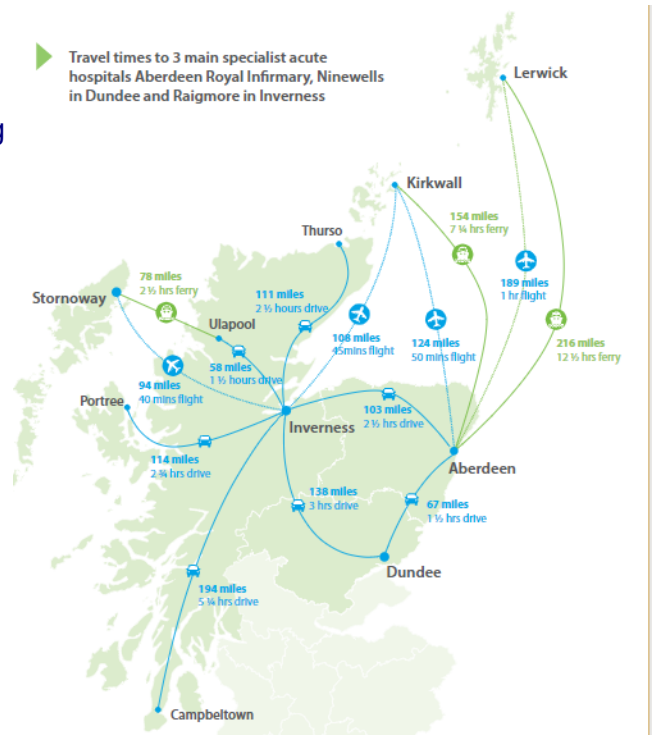 Travel times to 3 main specialist acute
hospitals Aberdeen Royal Infirmary, Ninewells
in Dundee and Raigmore in Inverness
g
Lerwick
Kirkwall
154 miles
7 ¼ hrs ferry
Thurso
189 miles
1 hr flight
78 miles
2 ½ hrs ferry
Stornoway
111 miles
2 ½ hours drive
Ulapool
108 miles
45mins flight
124 miles
50 mins flight
216 miles
12 ½ hrs ferry
58 miles
1 ½ hours drive
94 miles
40 mins flight
Portree
103 miles
2 ½ hrs drive
Inverness
114 miles
2 ¾ hrs drive
Aberdeen
138 miles
3 hrs drive
67 miles
1 ½ hrs drive
Dundee
194 miles
5 ¼ hrs drive
Campbeltown